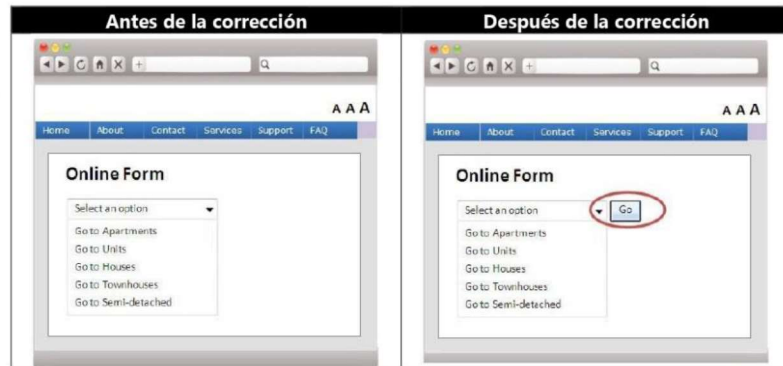 Antes de la corrección
A A A
Home About Contact Services Support FAQ
Online Form
Select an option
Go to Apartments
Go to Units
Go to Houses
Go to Townhouses
Go to Semi-detached
Después de la corrección
A A A
Home About Contact Services Support FAQ
Online Form
Select an option Go
Go to Apartments
Go to Units
Go to Houses
Go to Townhouses
Go to Semi-detached